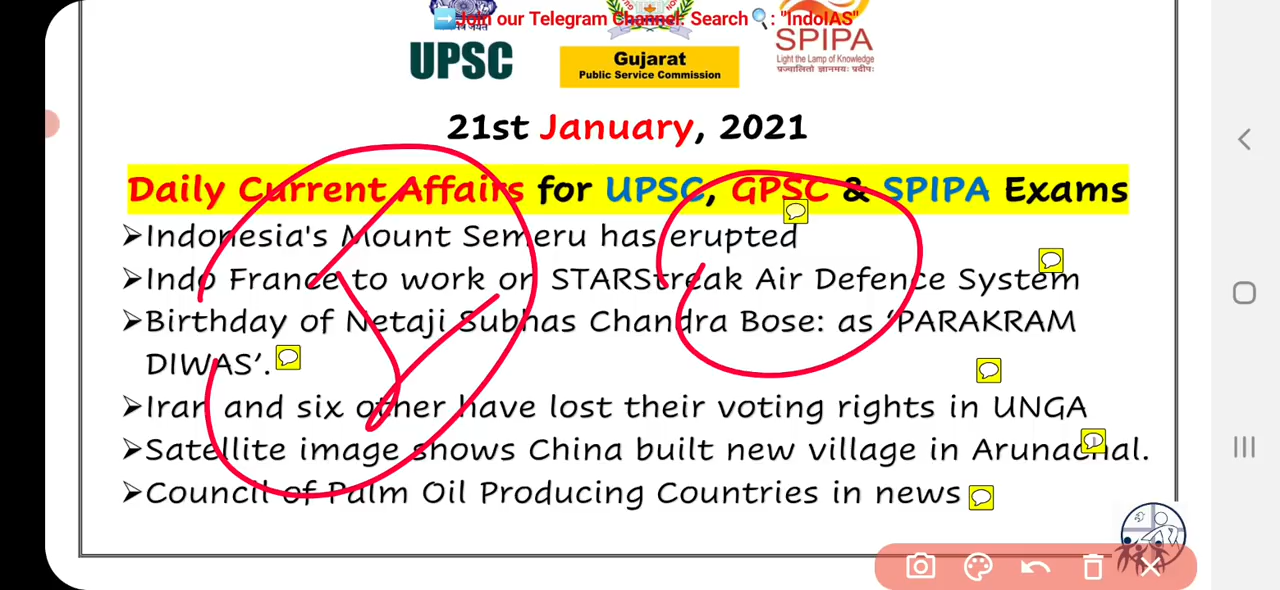 ➡️Join our Telegram Channel: Search🔍: "IndoIAS"
UPSC
Gujarat
Public Service Commission
SPIPA
Light the Lamp of Knowledge
प्रज्वालितो ज्ञानमयः प्रदीपः
21st January, 2021
Daily Current Affairs for UPSC, GPSC & SPIPA Exams
➢Indonesia's Mount Semeru has erupted
➢Indo France to work on STARStreak Air Defence System
➢Birthday of Netaji Subhas Chandra Bose: as ‘PARAKRAM
DIWAS’.
➢Iran and six other have lost their voting rights in UNGA
➢Satellite image shows China built new village in Arunachal.
➢Council of Palm Oil Producing Countries in news